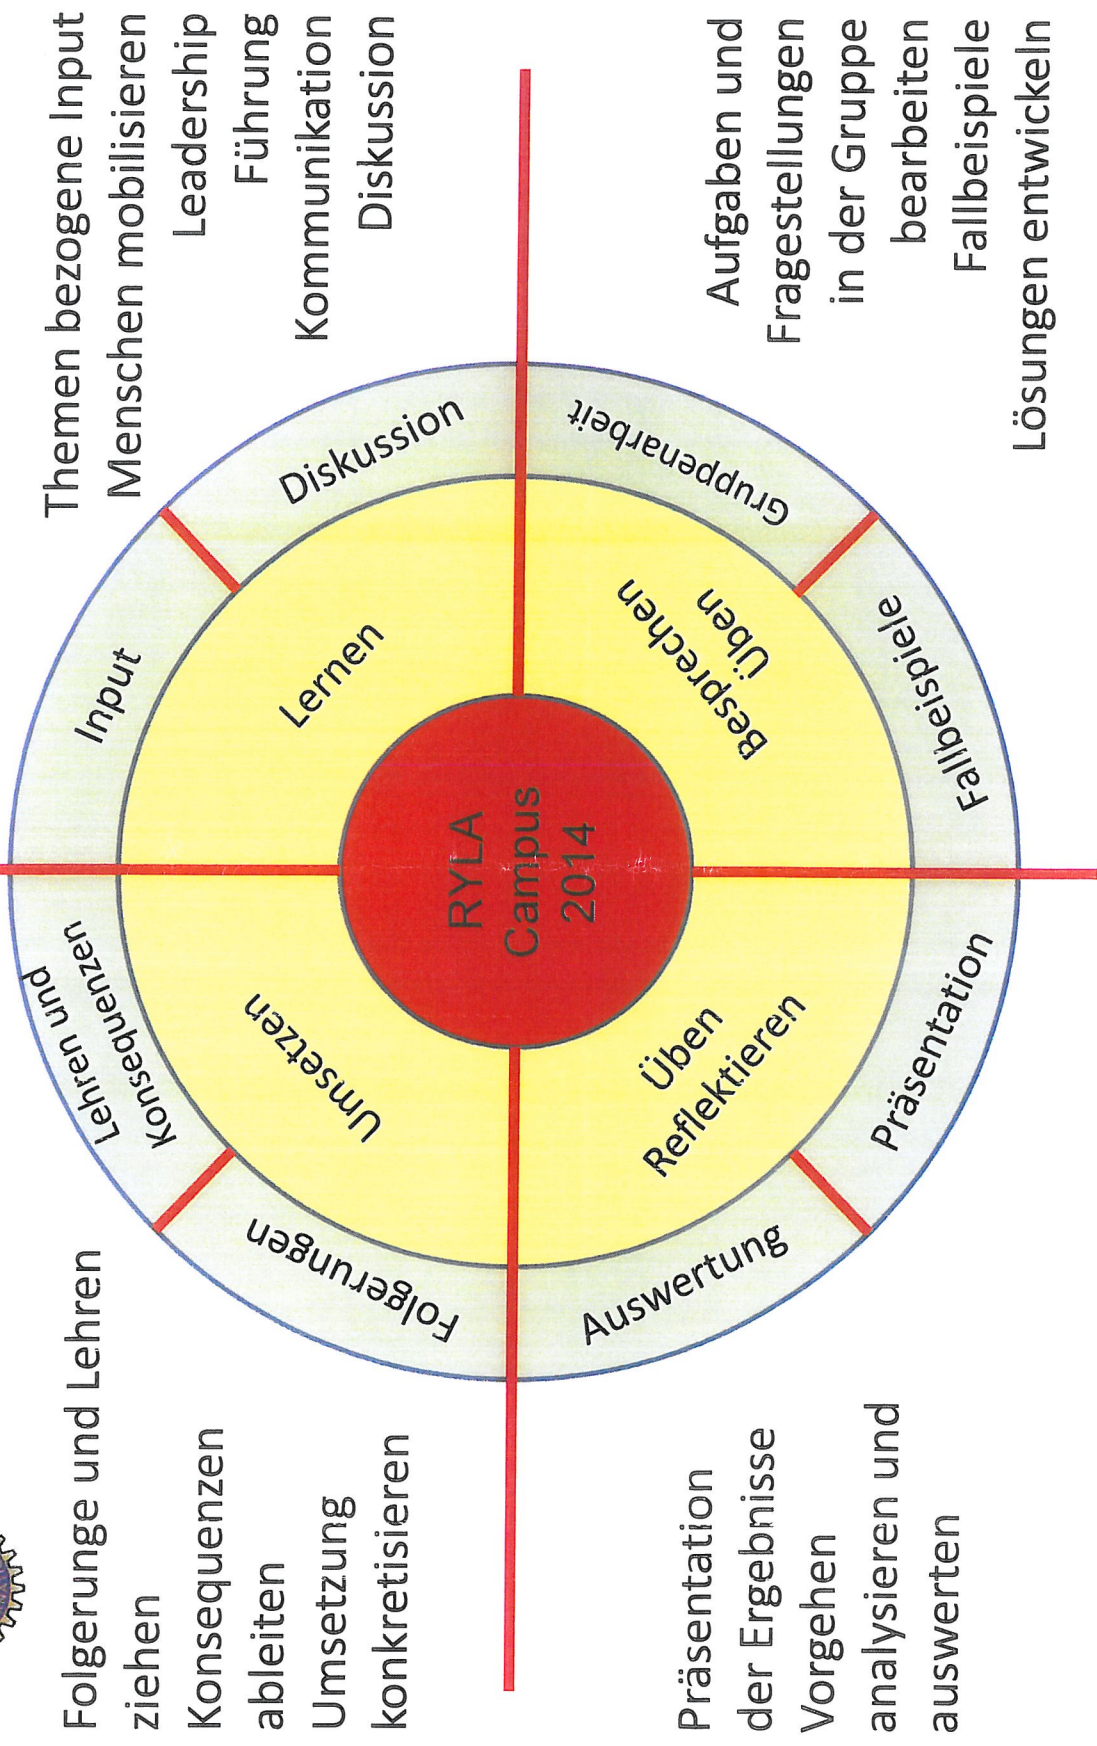 Folgerunge und Lehren
ziehen
Konsequenzen
ableiten
Umsetzung
konkretisieren
Themen bezogene Input
Menschen mobilisieren
Leadership
Führung
Kommunikation
Diskussion
Lehren und
Konsequenzen
Input
Folgerungen
Umsetzen
Lernen
Diskussion
RYLA
Campus
2014
Auswertung
Üben
Reflektieren
Besprechen
Üben
Gruppenarbeit
Präsentation
Fallbeispiele
Präsentation
der Ergebnisse
Vorgehen
analysieren und
auswerten
Aufgaben und
Fragestellungen
in der Gruppe
bearbeiten
Fallbeispiele
Lösungen entwickeln